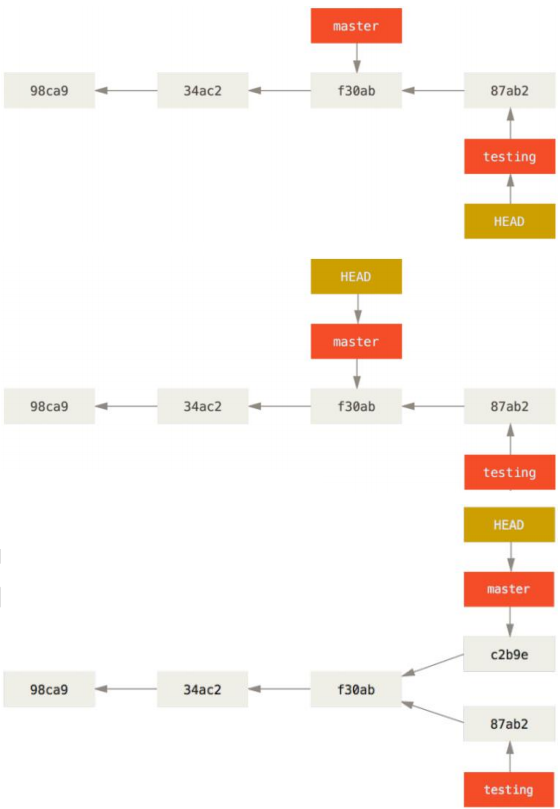 master
98ca9 34ac2 f30ab 87ab2
testing
HEAD
HEAD
master
98ca9 34ac2 f30ab 87ab2
testing
HEAD
master
c2b9e
98ca9 34ac2 f30ab
87ab2
testing